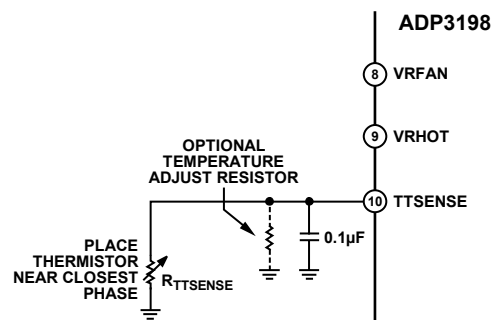 ADP3198
8 VRFAN
9 VRHOT
OPTIONAL
TEMPERATURE
ADJUST RESISTOR
10 TTSENSE
0.1µF
PLACE
THERMISTOR
NEAR CLOSEST
PHASE
RTTSENSE